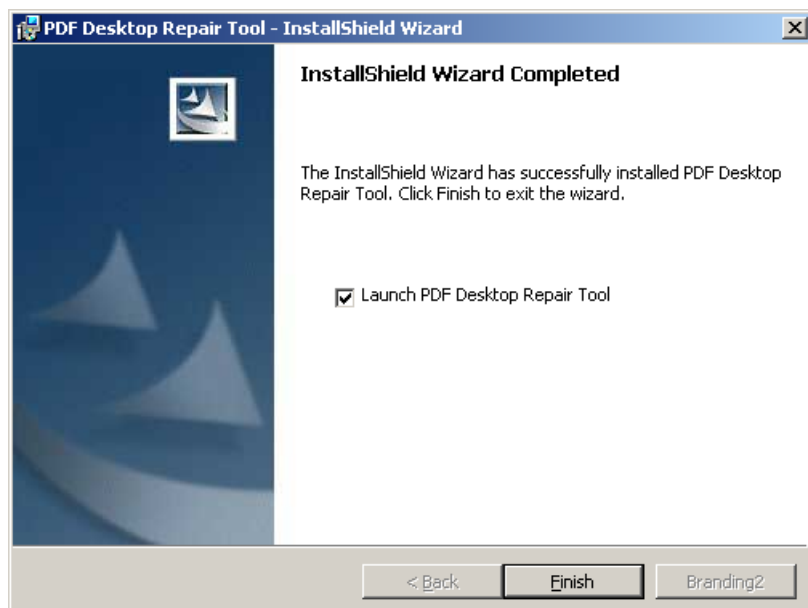 PDF Desktop Repair Tool - InstallShield Wizard
InstallShield Wizard Completed
The InstallShield Wizard has successfully installed PDF Desktop
Repair Tool. Click Finish to exit the wizard.
Launch PDF Desktop Repair Tool
< Back
Finish
Branding2